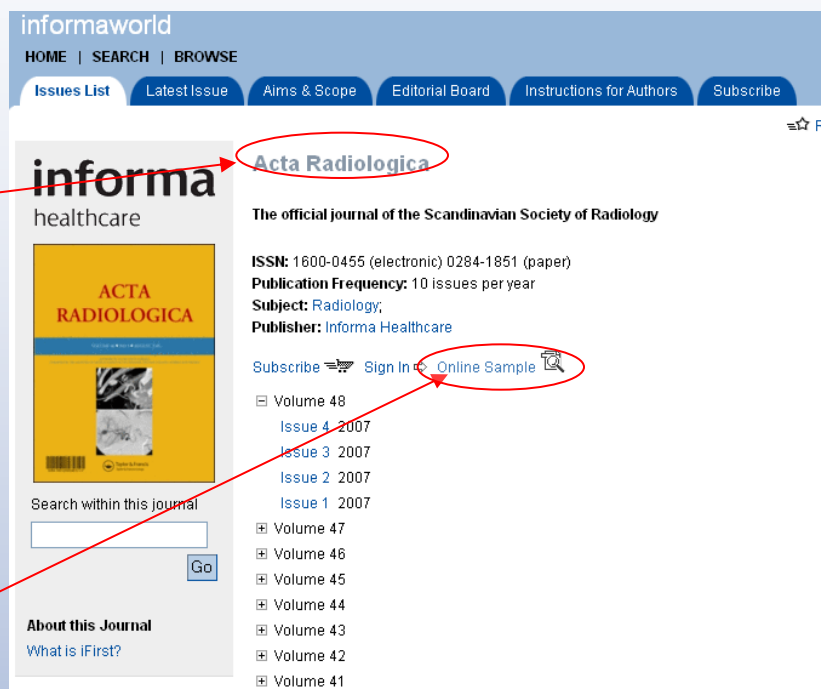 informaworld
HOME | SEARCH | BROWSE
Issues List Latest Issue Aims & Scope Editorial Board Instructions for Authors Subscribe
informa
healthcare
ACTA
RADIOLOGICA
Taylor & Francis
Search within this journal
Go
About this Journal
What is iFirst?
Acta Radiologica
The official journal of the Scandinavian Society of Radiology
ISSN: 1600-0455 (electronic) 0284-1851 (paper)
Publication Frequency: 10 issues per year
Subject: Radiology;
Publisher: Informa Healthcare
Subscribe Sign In Online Sample
Volume 48
Issue 4 2007
Issue 3 2007
Issue 2 2007
Issue 1 2007
Volume 47
Volume 46
Volume 45
Volume 44
Volume 43
Volume 42
Volume 41